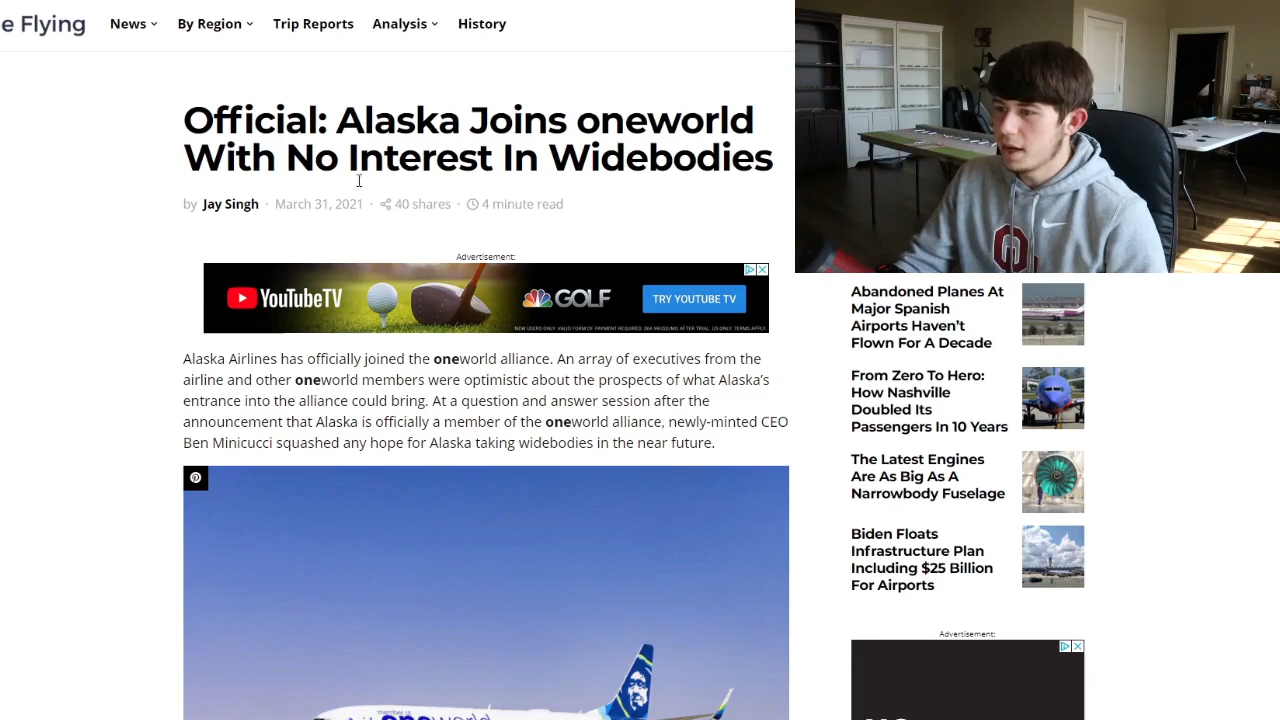 e Flying
News
By Region
Trip Reports
Analysis
History
Official: Alaska Joins oneworld
With No Interest In Widebodies
by Jay Singh · March 31, 2021 · 40 shares · 4 minute read
Advertisement:
YouTubeTV
GOLF
TRY YOUTUBE TV
Alaska Airlines has officially joined the oneworld alliance. An array of executives from the
airline and other oneworld members were optimistic about the prospects of what Alaska's
entrance into the alliance could bring. At a question and answer session after the
announcement that Alaska is officially a member of the oneworld alliance, newly-minted CEO
Ben Minicucci squashed any hope for Alaska taking widebodies in the near future.
Abandoned Planes At
Major Spanish
Airports Haven't
Flown For A Decade
From Zero To Hero:
How Nashville
Doubled Its
Passengers In 10 Years
The Latest Engines
Are As Big As A
Narrowbody Fuselage
Biden Floats
Infrastructure Plan
Including $25 Billion
For Airports
Advertisement:
member of
oneworld